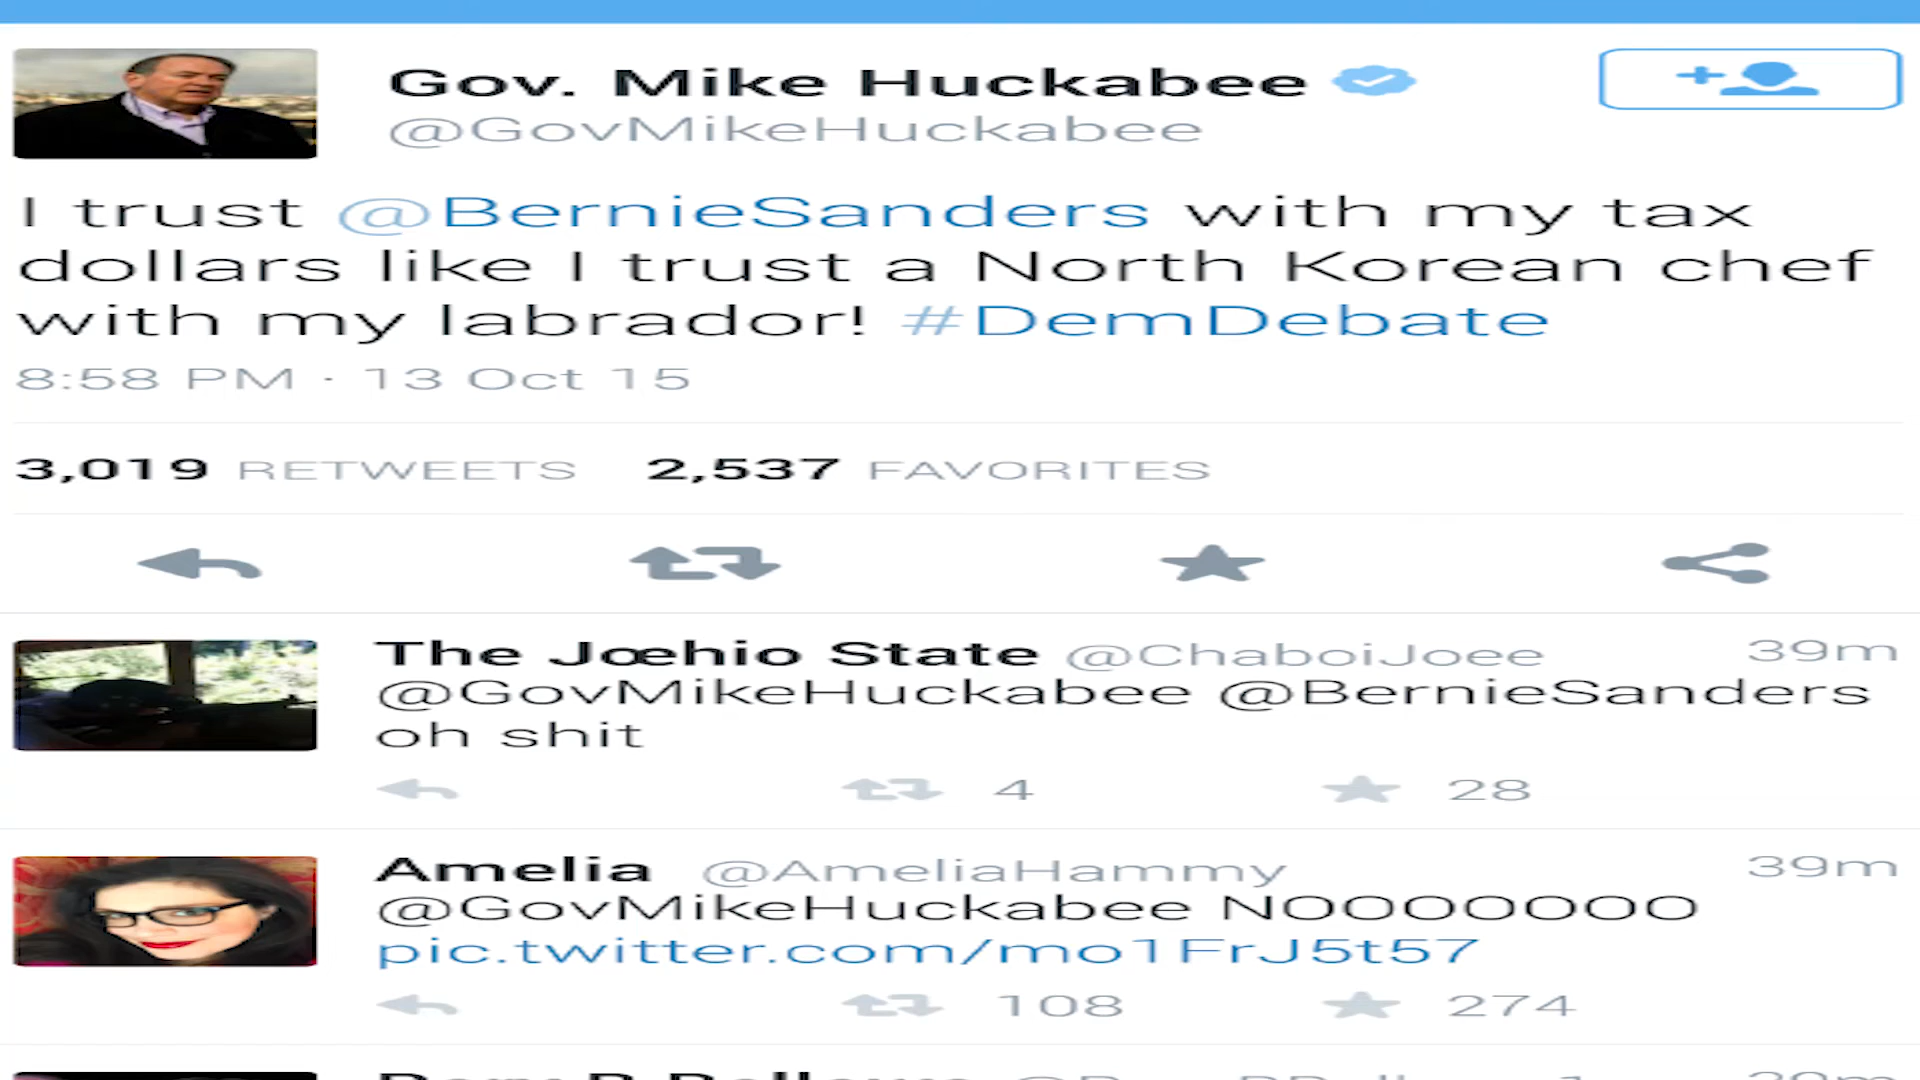 Gov. Mike Huckabee
@GovMikeHuckabee
I trust @BernieSanders with my tax
dollars like I trust a North Korean chef
with my labrador! #DemDebate
8:58 PM · 13 Oct 15
3,019 RETWEETS 2,537 FAVORITES
The Jœhio State @ChaboiJoee 39m
@GovMikeHuckabee @BernieSanders
oh shit
4 28
Amelia @AmeliaHammy 39m
@GovMikeHuckabee NOOOOOOO
pic.twitter.com/mo1FrJ5t57
108 274
39m